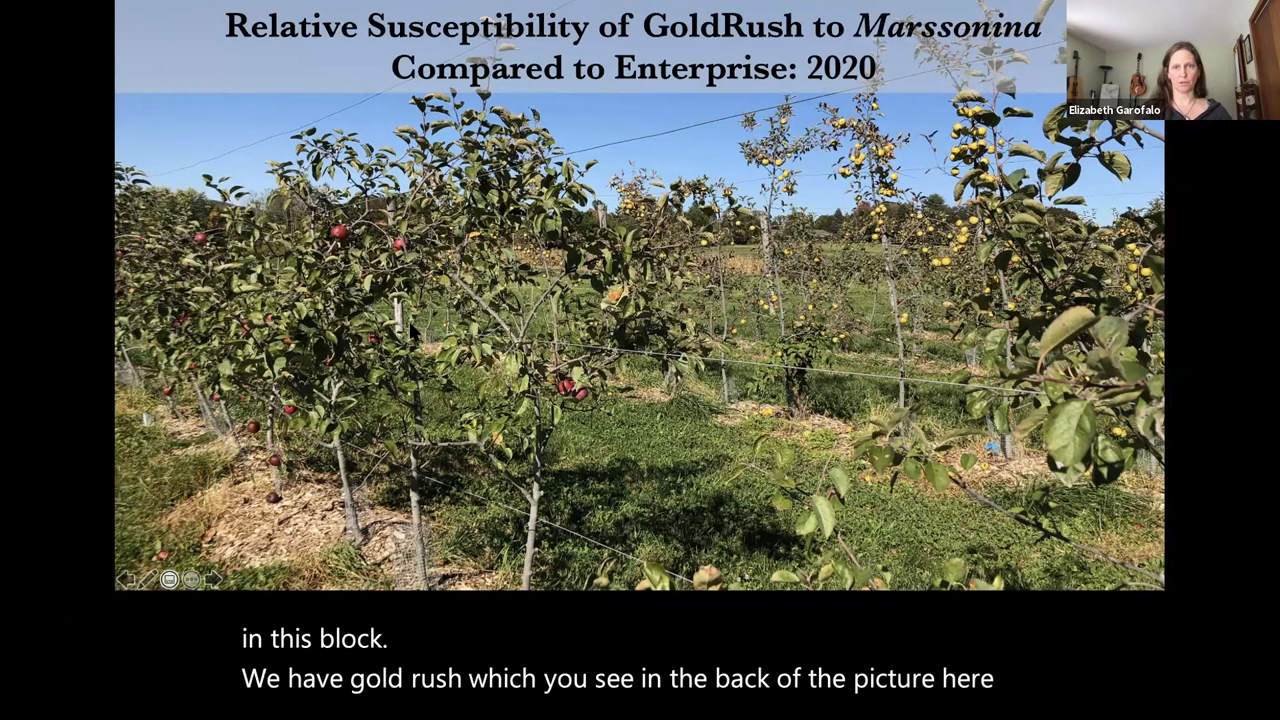 Relative Susceptibility of GoldRush to Marssonina
Compared to Enterprise: 2020
Elizabeth Garofalo
in this block.
We have gold rush which you see in the back of the picture here